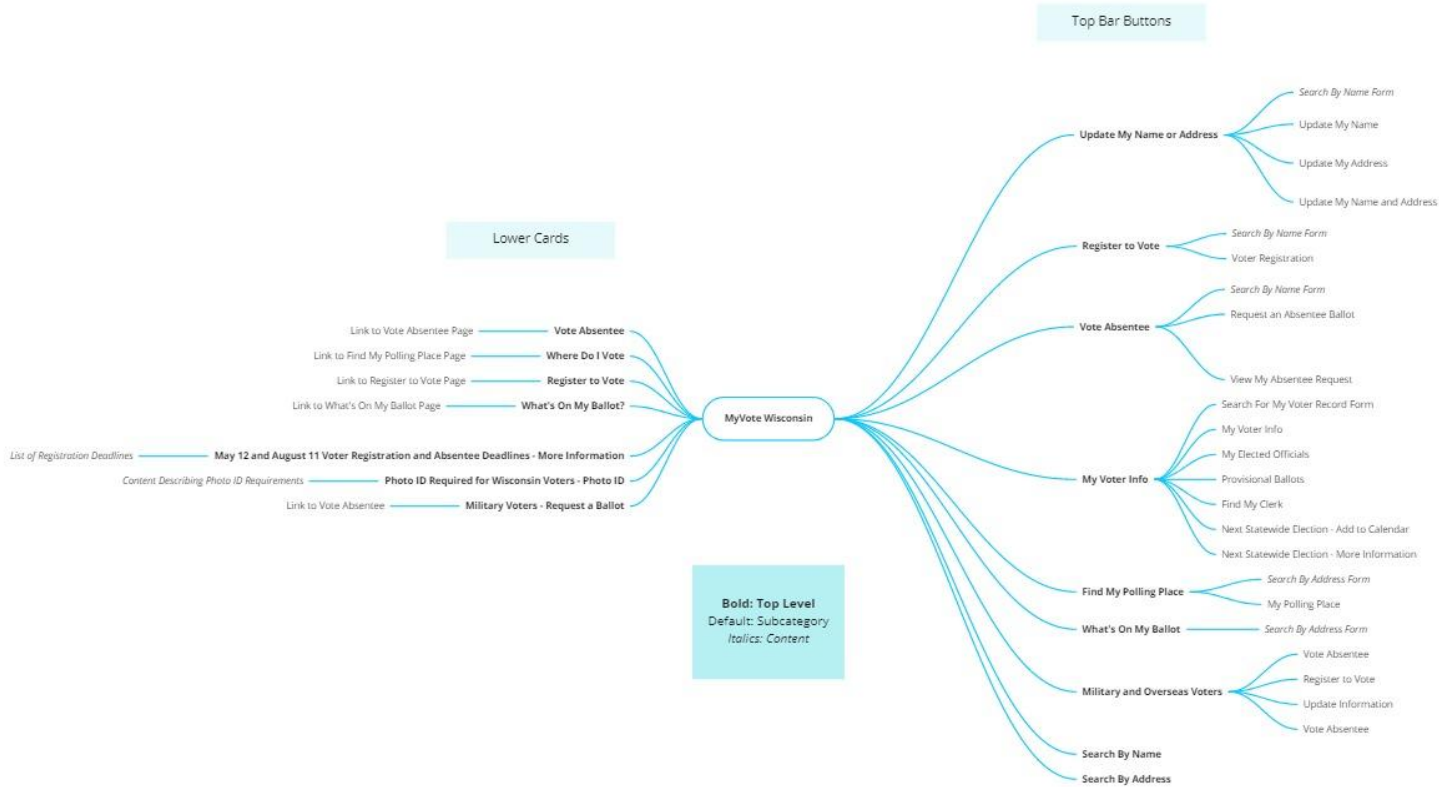 Top Bar Buttons
Search By Name Form
Update My Name or Address
Update My Name
Update My Address
Update My Name and Address
Register to Vote
Search By Name Form
Voter Registration
Vote Absentee
Search By Name Form
Request an Absentee Ballot
View My Absentee Request
My Voter Info
Search For My Voter Record Form
My Voter Info
My Elected Officials
Provisional Ballots
Find My Clerk
Next Statewide Election - Add to Calendar
Next Statewide Election - More Information
Find My Polling Place
Search By Address Form
My Polling Place
What's On My Ballot
Search By Address Form
Military and Overseas Voters
Vote Absentee
Register to Vote
Update Information
Vote Absentee
Search By Name
Search By Address
MyVote Wisconsin
Lower Cards
Link to Vote Absentee Page
Vote Absentee
Link to Find My Polling Place Page
Where Do I Vote
Link to Register to Vote Page
Register to Vote
Link to What's On My Ballot Page
What's On My Ballot?
List of Registration Deadlines
May 12 and August 11 Voter Registration and Absentee Deadlines - More Information
Content Describing Photo ID Requirements
Photo ID Required for Wisconsin Voters - Photo ID
Link to Vote Absentee
Military Voters - Request a Ballot
Bold: Top Level
Default: Subcategory
Italics: Content